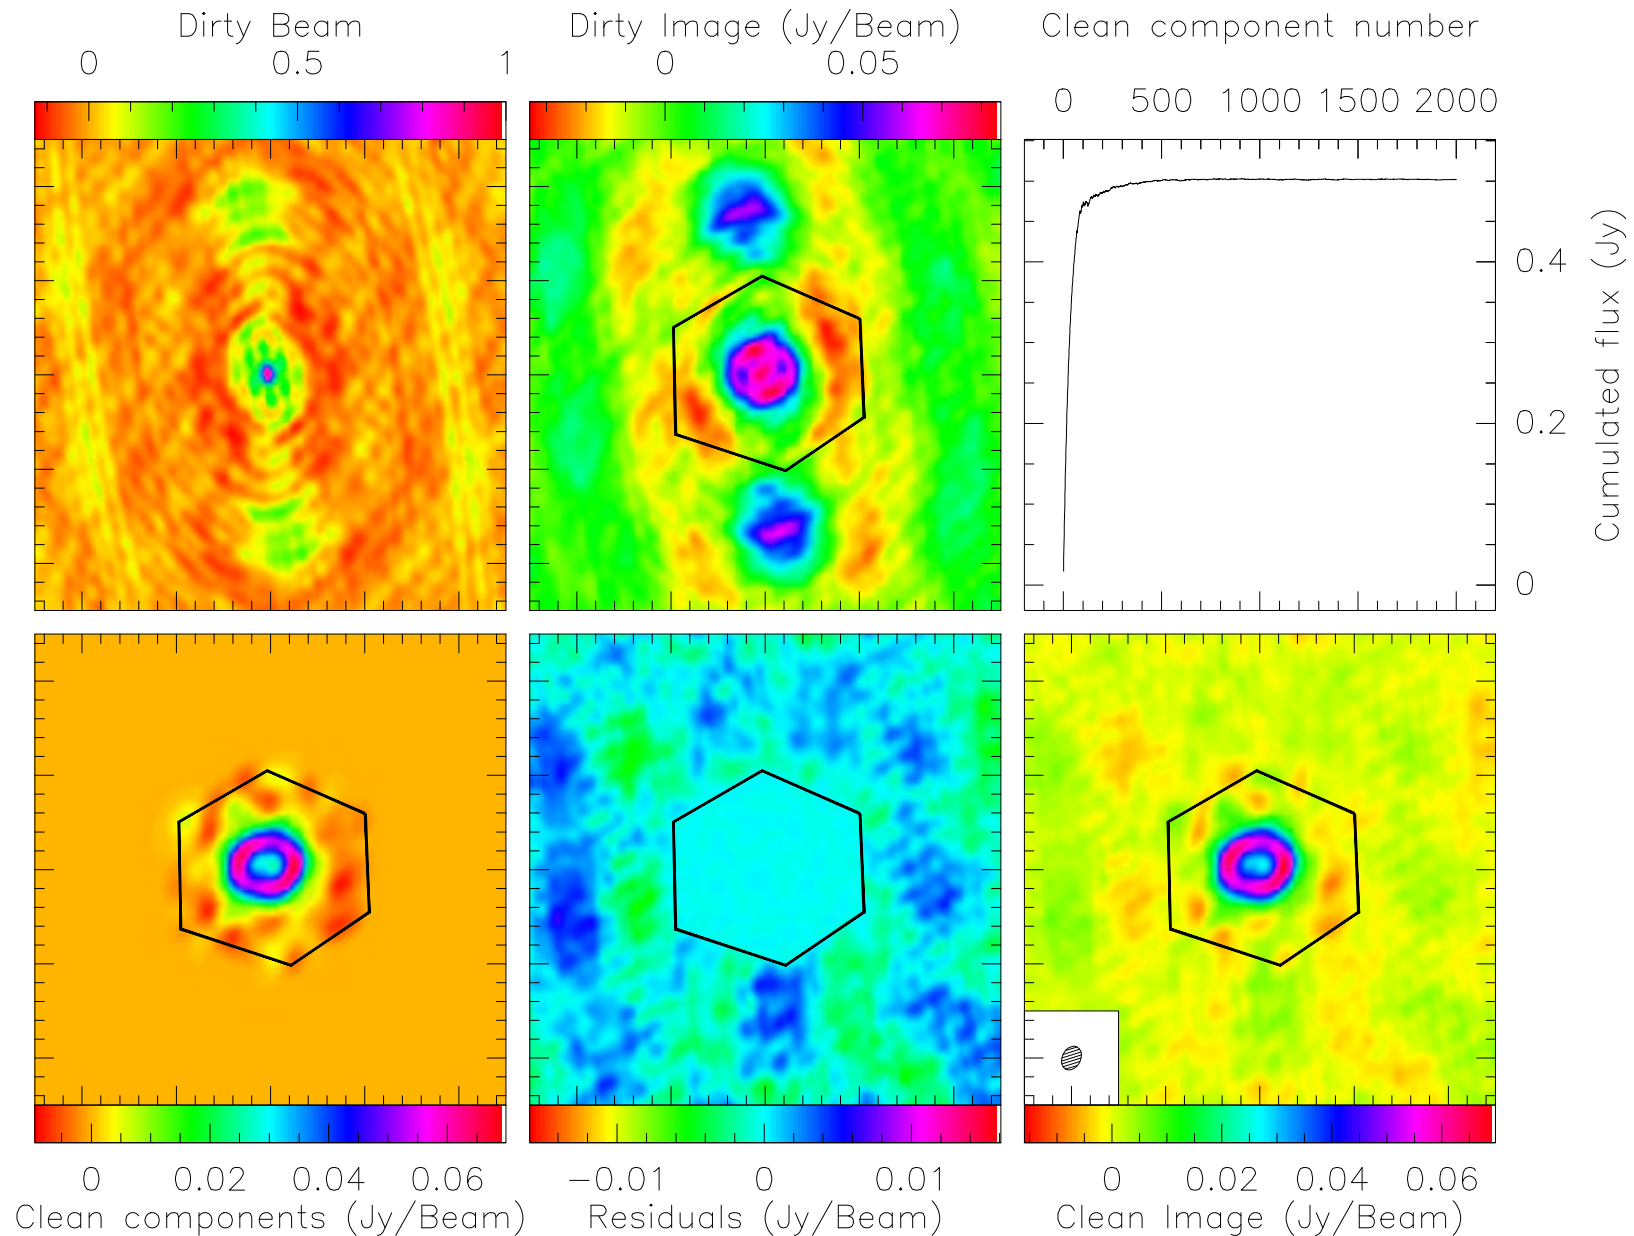 Dirty Beam
0 0.5 1
Dirty Image (Jy/Beam)
0 0.05
Clean component number
0 500 1000 1500 2000
0.4
0.2
0
Cumulated flux (Jy)
0 0.02 0.04 0.06
Clean components (Jy/Beam)
−0.01 0 0.01
Residuals (Jy/Beam)
0 0.02 0.04 0.06
Clean Image (Jy/Beam)